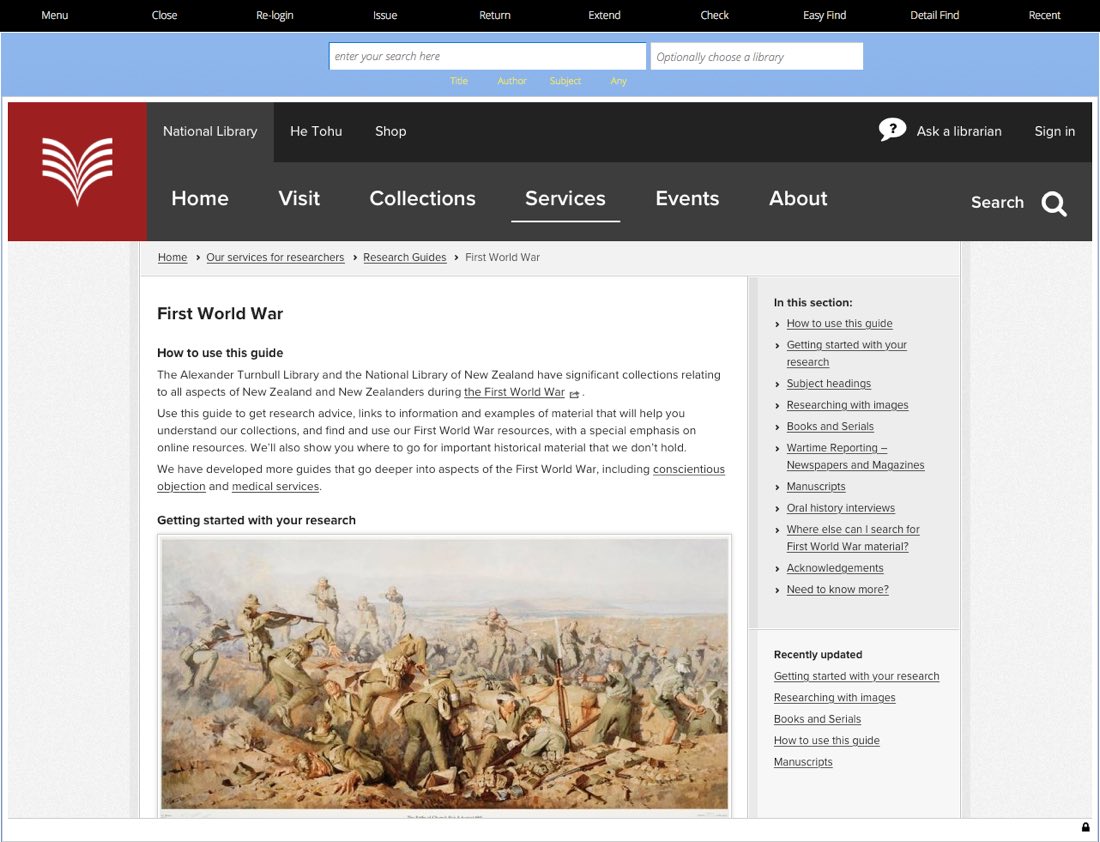 Menu Close Re-login Issue Return Extend Check Easy Find Detail Find Recent
enter your search here Optionally choose a library
Title Author Subject Any
National Library He Tohu Shop ? Ask a librarian Sign in
Home Visit Collections Services Events About Search
Home › Our services for researchers › Research Guides › First World War
First World War
How to use this guide
The Alexander Turnbull Library and the National Library of New Zealand have significant collections relating
to all aspects of New Zealand and New Zealanders during the First World War .
Use this guide to get research advice, links to information and examples of material that will help you
understand our collections, and find and use our First World War resources, with a special emphasis on
online resources. We'll also show you where to go for important historical material that we don't hold.
We have developed more guides that go deeper into aspects of the First World War, including conscientious
objection and medical services.
Getting started with your research
In this section:
› How to use this guide
› Getting started with your
research
› Subject headings
› Researching with images
› Books and Serials
› Wartime Reporting –
Newspapers and Magazines
› Manuscripts
› Oral history interviews
› Where else can I search for
First World War material?
› Acknowledgements
› Need to know more?
Recently updated
Getting started with your research
Researching with images
Books and Serials
How to use this guide
Manuscripts